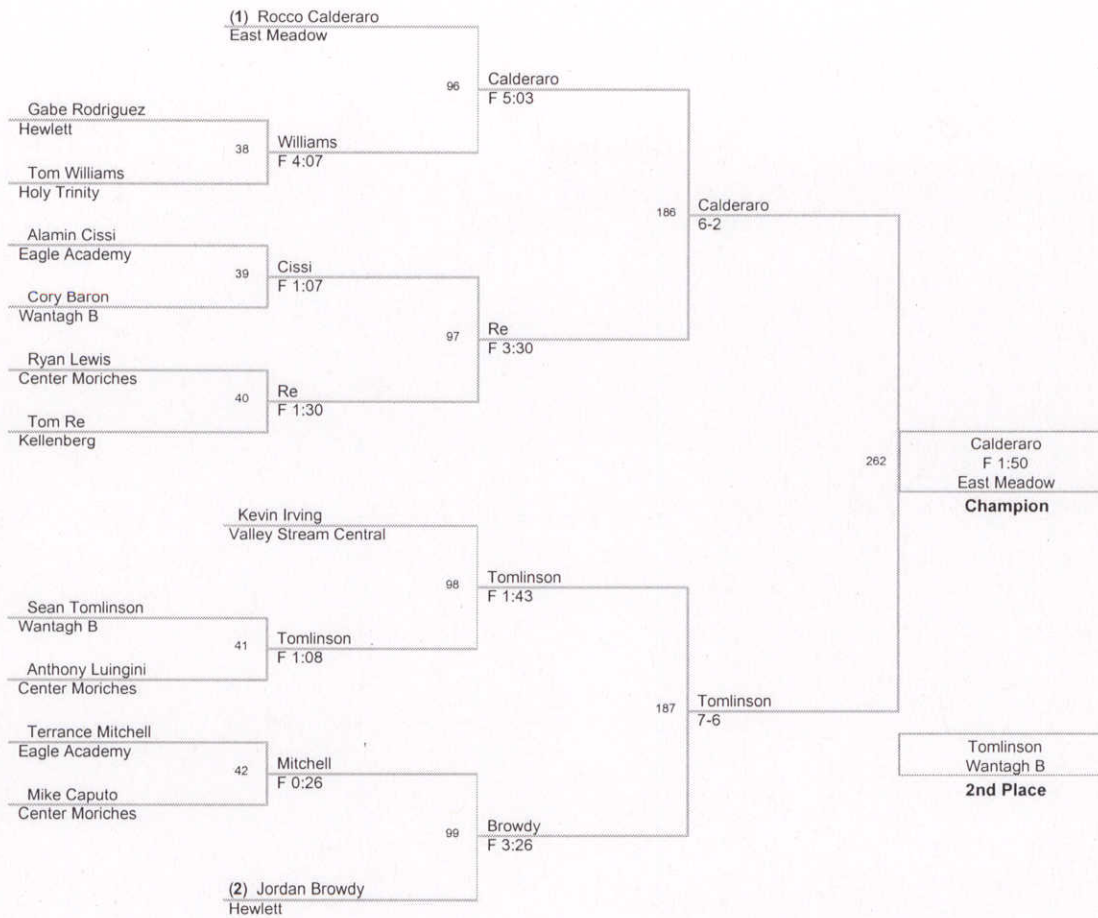 (1) Rocco Calderaro
East Meadow
96
Calderaro
F 5:03
Gabe Rodriguez
Hewlett
38
Williams
F 4:07
Tom Williams
Holy Trinity
186
Calderaro
6-2
Alamin Cissi
Eagle Academy
39
Cissi
F 1:07
Cory Baron
Wantagh B
97
Re
F 3:30
Ryan Lewis
Center Moriches
40
Re
F 1:30
Tom Re
Kellenberg
262
Calderaro
F 1:50
East Meadow
Champion
Kevin Irving
Valley Stream Central
98
Tomlinson
F 1:43
Sean Tomlinson
Wantagh B
41
Tomlinson
F 1:08
Anthony Luingini
Center Moriches
187
Tomlinson
7-6
Terrance Mitchell
Eagle Academy
42
Mitchell
F 0:26
Mike Caputo
Center Moriches
Tomlinson
Wantagh B
2nd Place
99
Browdy
F 3:26
(2) Jordan Browdy
Hewlett